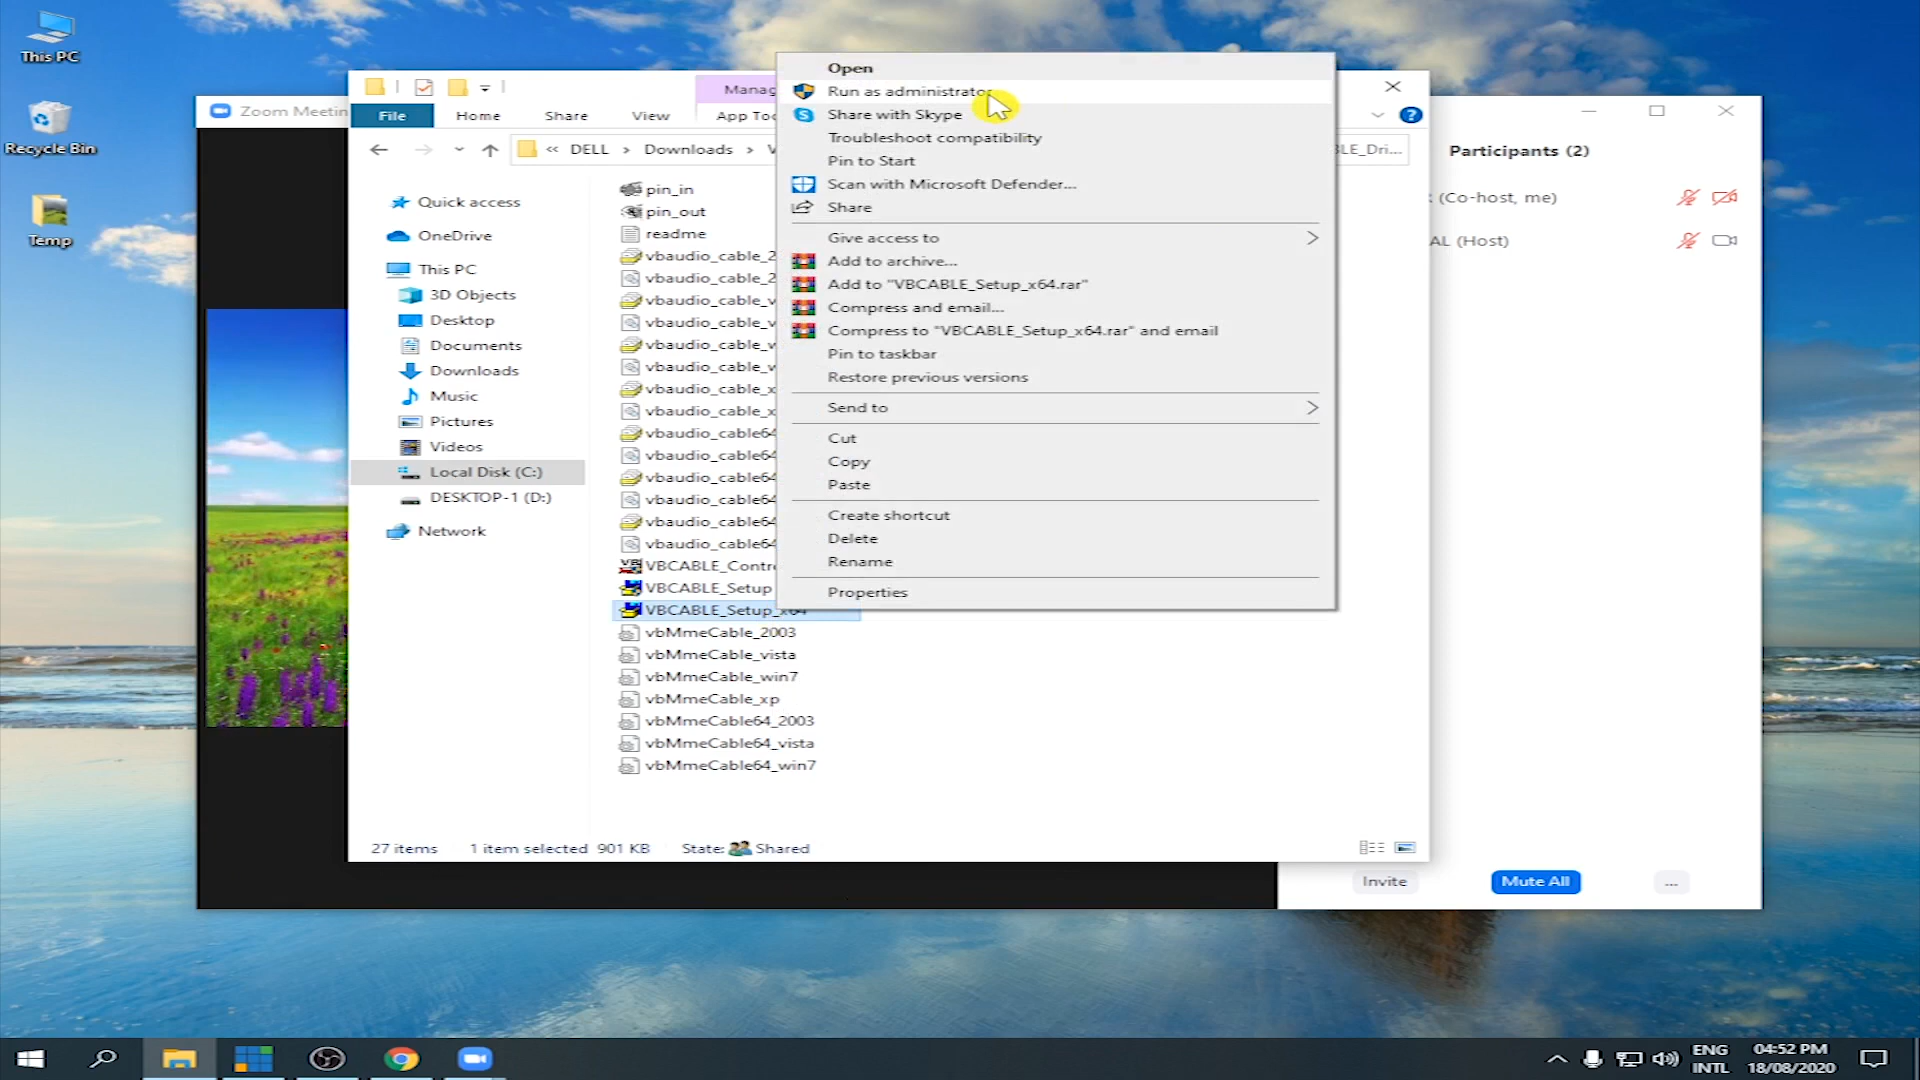 This PC
Recycle Bin
Temp
Zoom Meetin
Manag
File
Home
Share
View
App Too
« DELL > Downloads >
LE_Dri...
Quick access
OneDrive
This PC
3D Objects
Desktop
Documents
Downloads
Music
Pictures
Videos
Local Disk (C:)
DESKTOP-1 (D:)
Network
pin_in
pin_out
readme
vbaudio_cable_2
vbaudio_cable_2
vbaudio_cable_v
vbaudio_cable_v
vbaudio_cable_w
vbaudio_cable_w
vbaudio_cable_x
vbaudio_cable_x
vbaudio_cable64
vbaudio_cable64
vbaudio_cable64
vbaudio_cable64
vbaudio_cable64
vbaudio_cable64
VBCABLE_Contr
VBCABLE_Setup
VBCABLE_Setup_x64
vbMmeCable_2003
vbMmeCable_vista
vbMmeCable_win7
vbMmeCable_xp
vbMmeCable64_2003
vbMmeCable64_vista
vbMmeCable64_win7
27 items
1 item selected 901 KB
State: Shared
Open
Run as administrator
Share with Skype
Troubleshoot compatibility
Pin to Start
Scan with Microsoft Defender...
Share
Give access to
Add to archive...
Add to "VBCABLE_Setup_x64.rar"
Compress and email...
Compress to "VBCABLE_Setup_x64.rar" and email
Pin to taskbar
Restore previous versions
Send to
Cut
Copy
Paste
Create shortcut
Delete
Rename
Properties
Participants (2)
(Co-host, me)
AL (Host)
Invite
Mute All
...
ENG
INTL
04:52 PM
18/08/2020